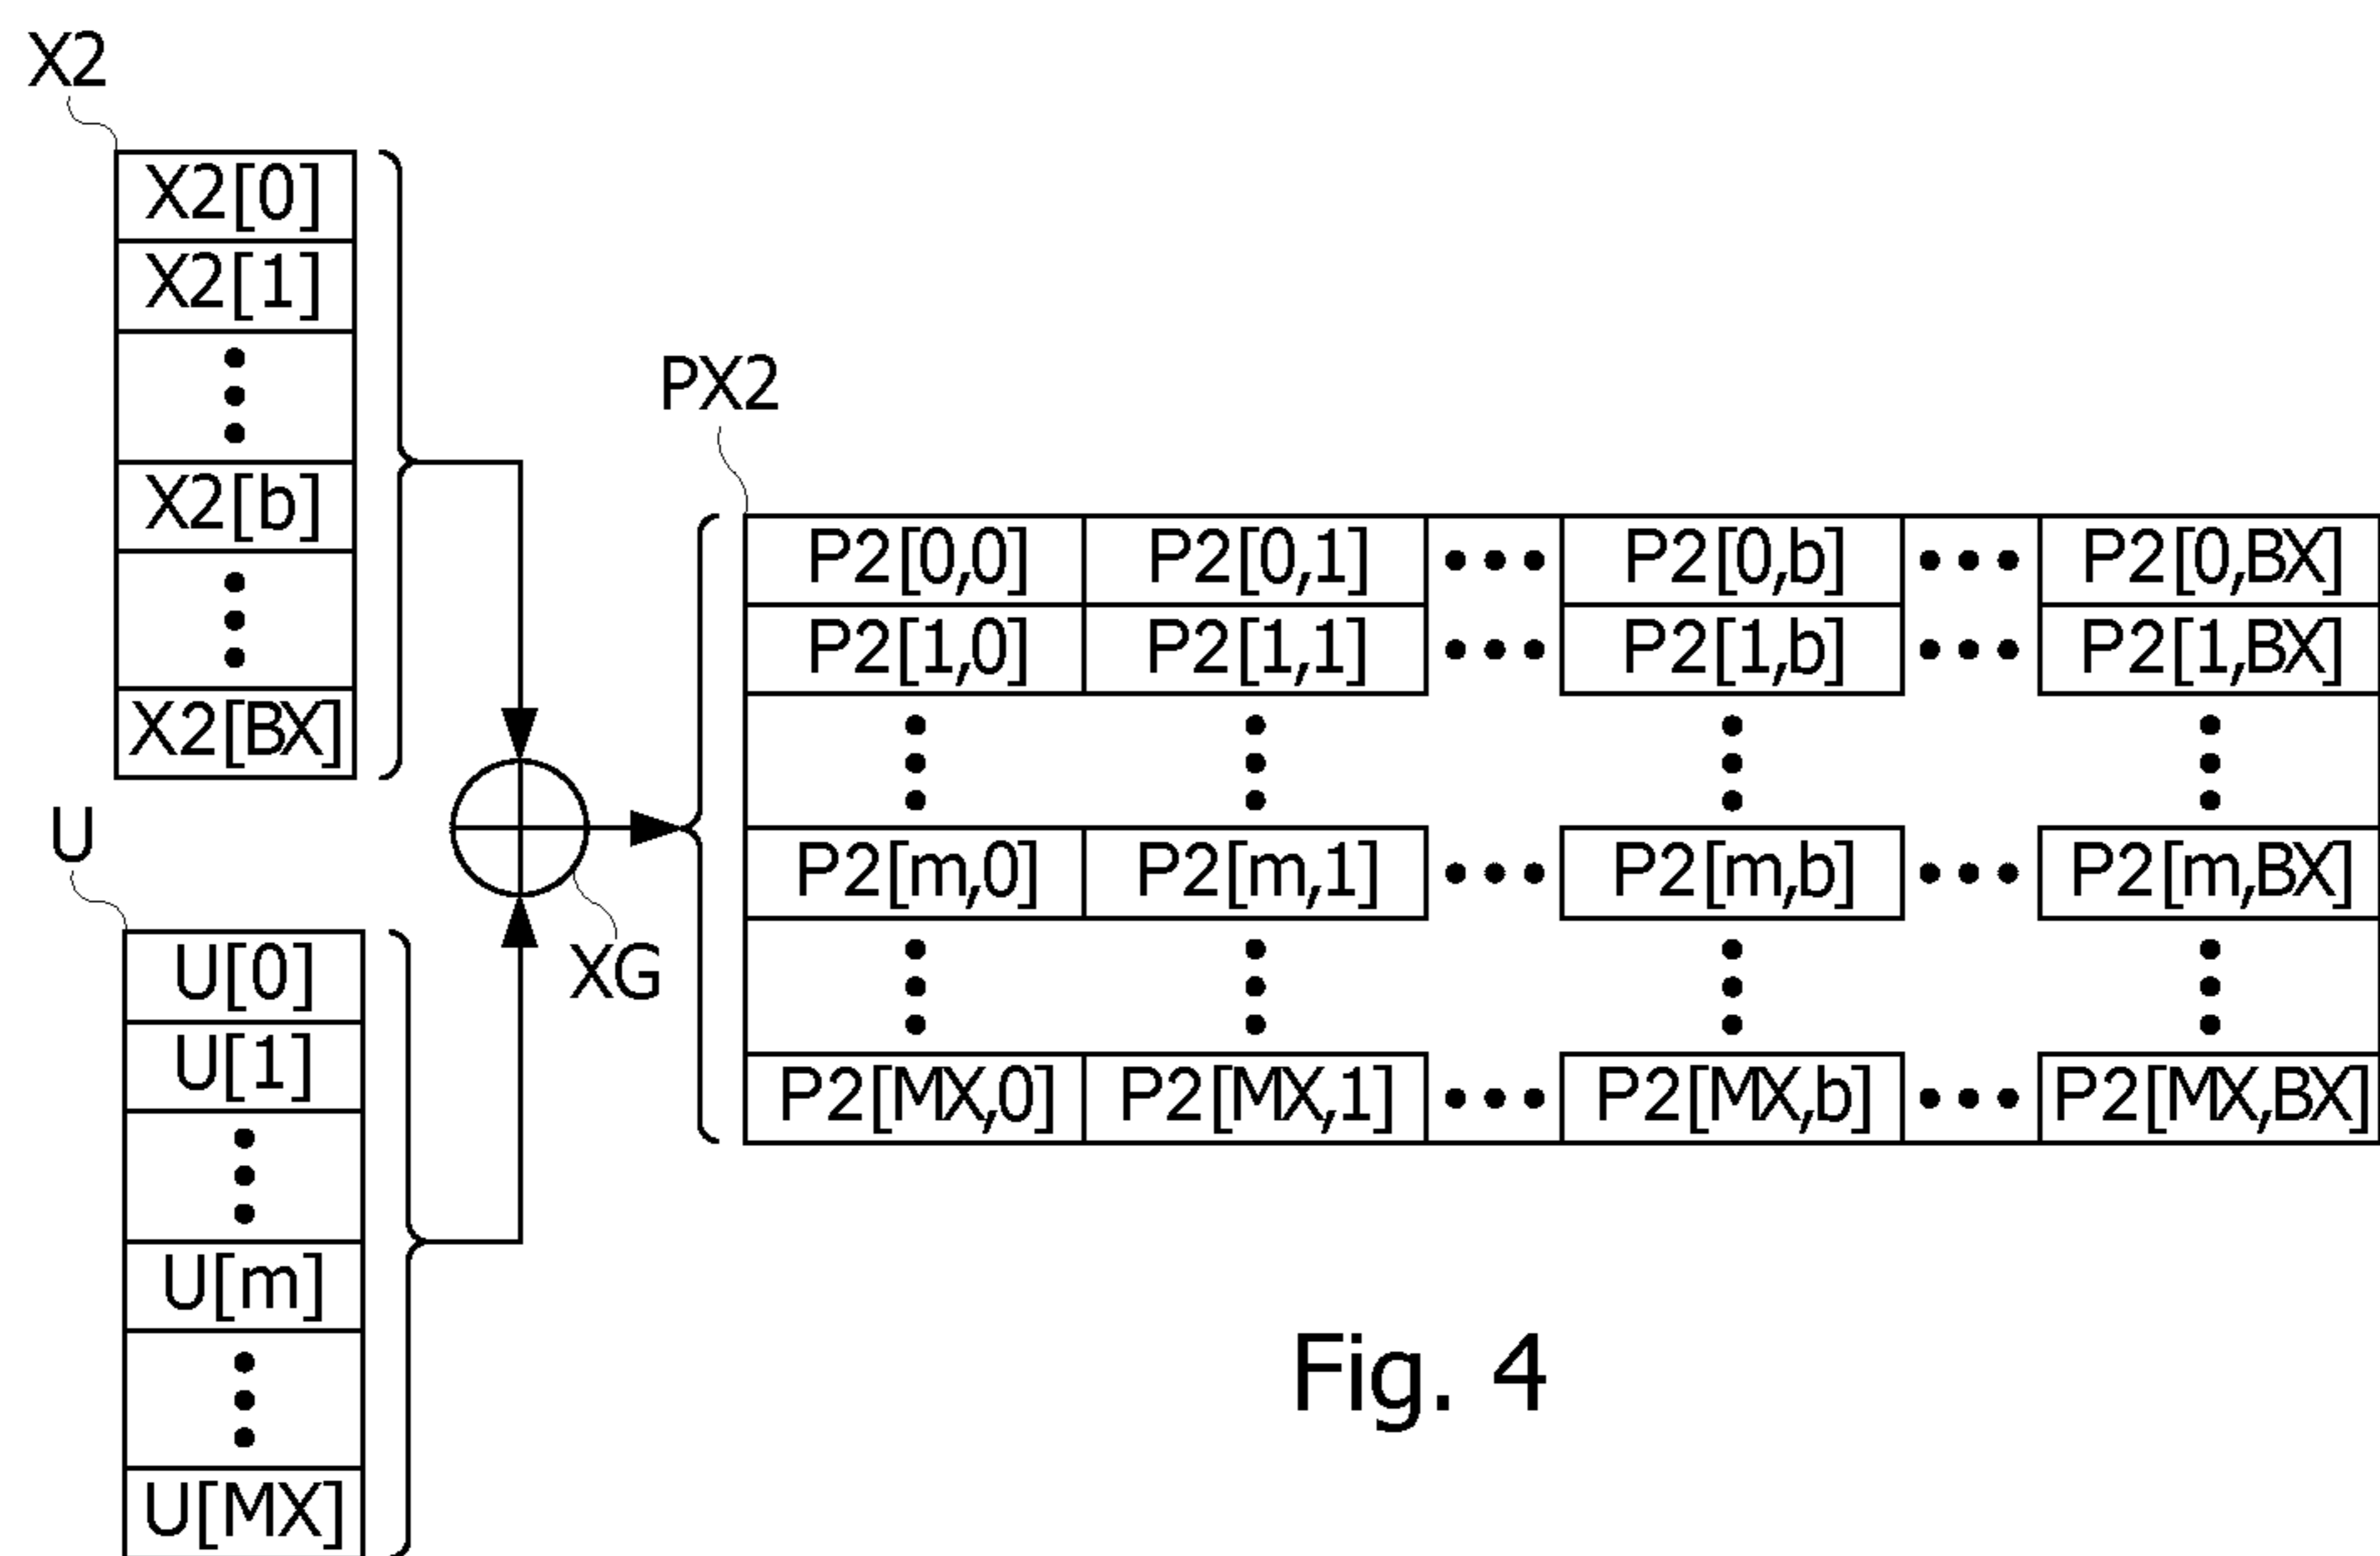 X2
X2[0]
X2[1]
X2[b]
X2[BX]
U
U[0]
U[1]
U[m]
U[MX]
XG
PX2
P2[0,0] P2[0,1] ••• P2[0,b] ••• P2[0,BX]
P2[1,0] P2[1,1] ••• P2[1,b] ••• P2[1,BX]
P2[m,0] P2[m,1] ••• P2[m,b] ••• P2[m,BX]
P2[MX,0] P2[MX,1] ••• P2[MX,b] ••• P2[MX,BX]
Fig. 4